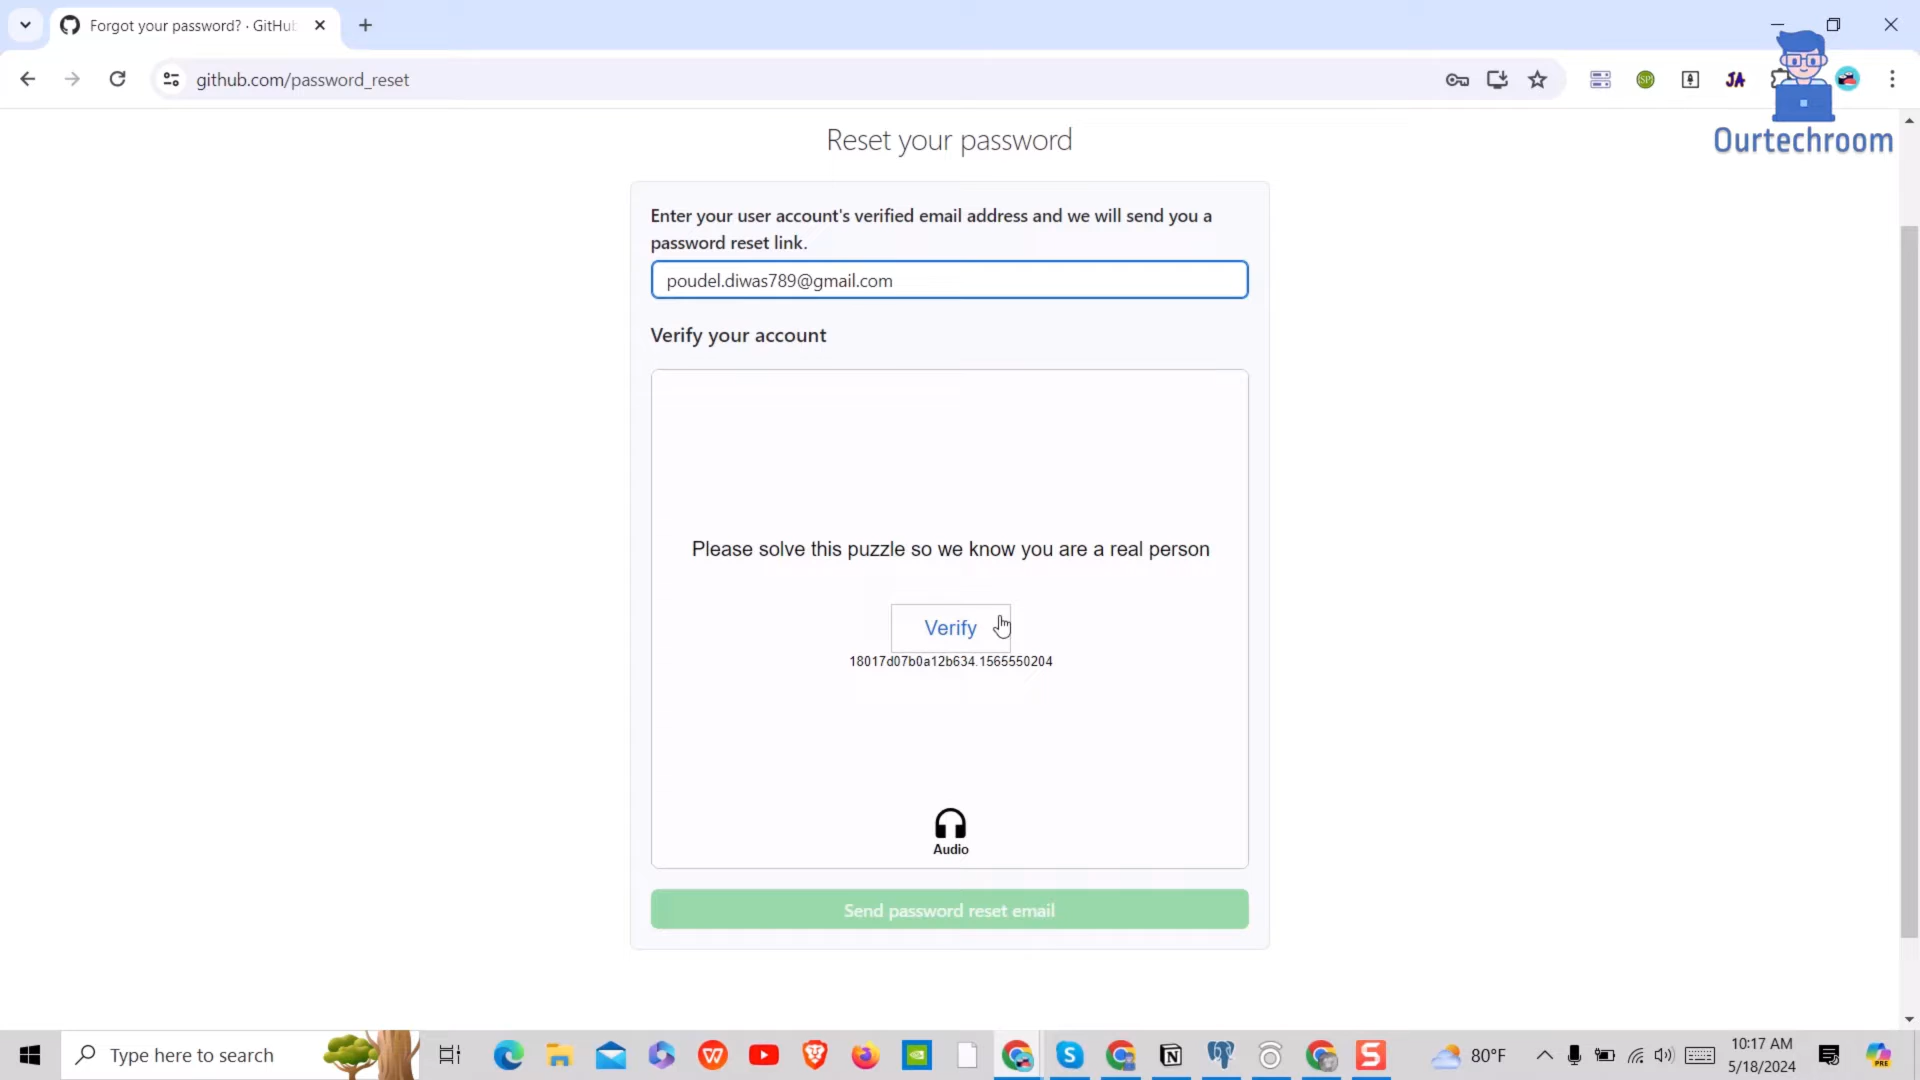 Forgot your password? · GitHub
github.com/password_reset
JA
Ourtechroom
Reset your password
Enter your user account's verified email address and we will send you a
password reset link.
poudel.diwas789@gmail.com
Verify your account
Please solve this puzzle so we know you are a real person
Verify
18017d07b0a12b634.1565550204
Audio
Send password reset email
Type here to search
80°F
10:17 AM
5/18/2024